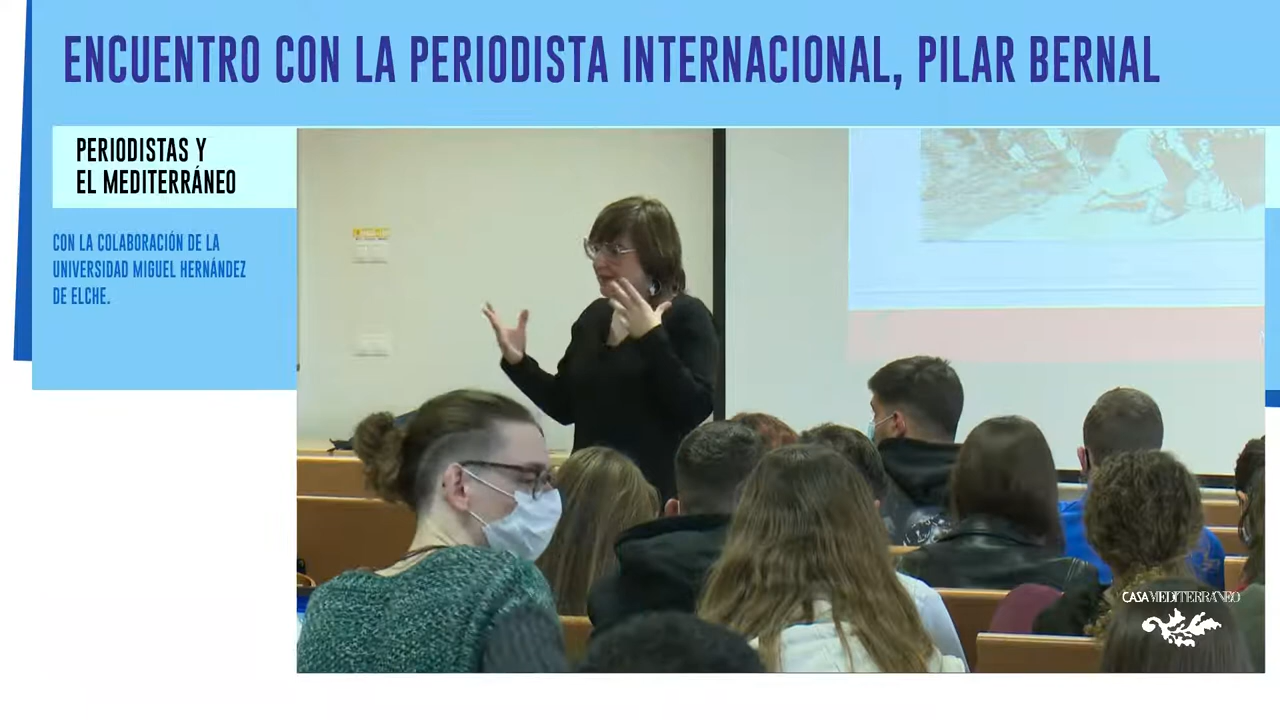 ENCUENTRO CON LA PERIODISTA INTERNACIONAL, PILAR BERNAL
PERIODISTAS Y
EL MEDITERRÁNEO
CON LA COLABORACIÓN DE LA
UNIVERSIDAD MIGUEL HERNÁNDEZ
DE ELCHE.
CASA MEDITERRÁNEO